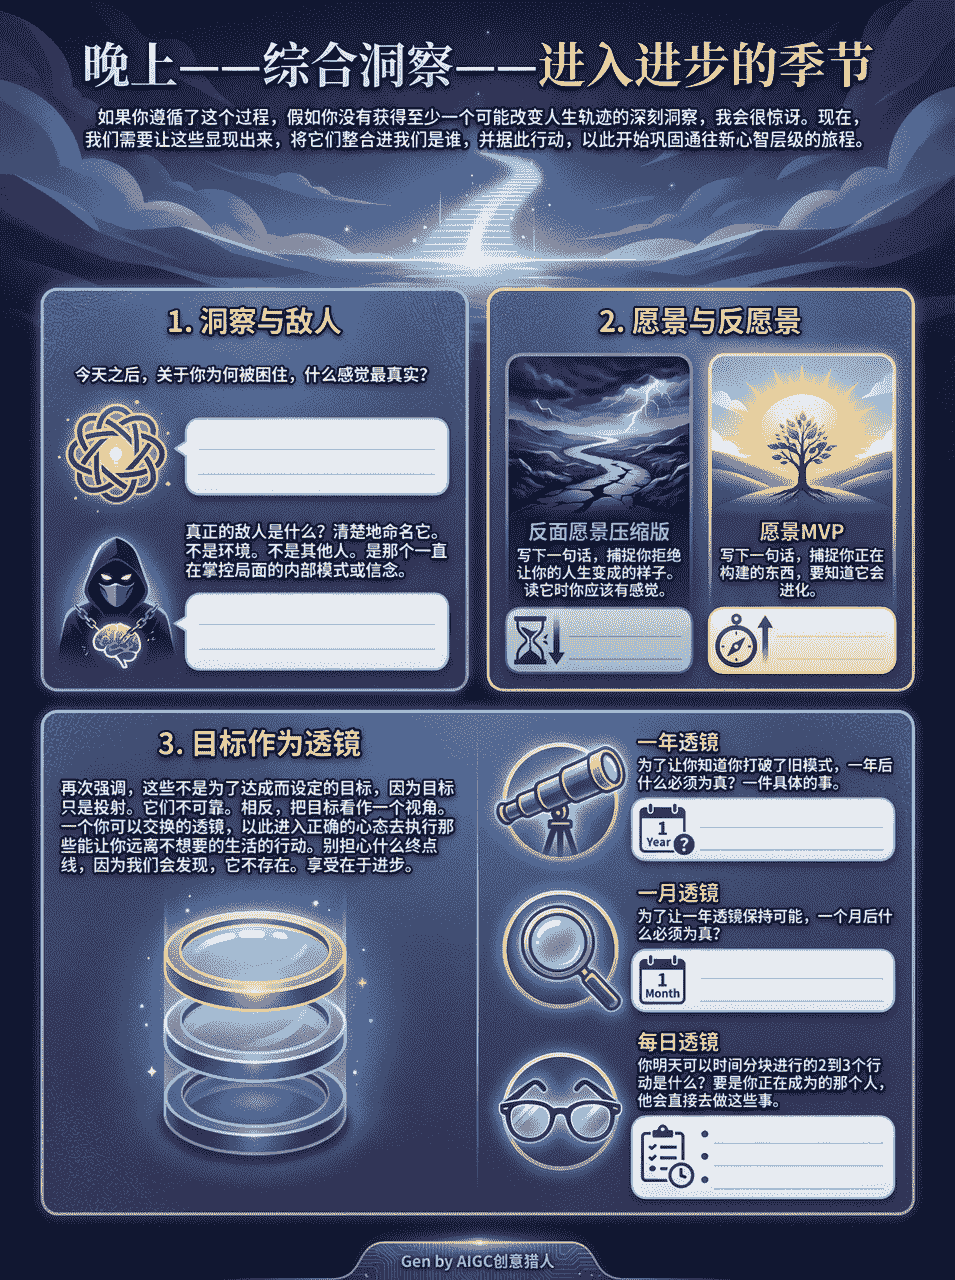 晚上——综合洞察——进入进步的季节
如果你遵循了这个过程，假如你没有获得至少一个可能改变人生轨迹的深刻洞察，我会很惊讶。现在，
我们需要让这些显现出来，将它们整合进我们是谁，并据此行动，以此开始巩固通往新心智层级的旅程。
1. 洞察与敌人
今天之后，关于你为何被困住，什么感觉最真实？
真正的敌人是什么？清楚地命名它。
不是环境。不是其他人。是那个一直
在掌控局面的内部模式或信念。
2. 愿景与反愿景
反面愿景压缩版
写下一句话，捕捉你拒绝
让你的人生变成的样子。
读它时你应该有感觉。
愿景MVP
写下一句话，捕捉你正在
构建的东西，要知道它会
进化。
3. 目标作为透镜
再次强调，这些不是为了达成而设定的目标，因为目标
只是投射。它们不可靠。相反，把目标看作一个视角。
一个你可以交换的透镜，以此进入正确的心态去执行那
些能让你远离不想要的生活的行动。别担心什么终点
线，因为我们会发现，它不存在。享受在于进步。
一年透镜
为了让你知道你打破了旧模式，一年后
什么必须为真？一件具体的事。
1
Year
?
一月透镜
为了让一年透镜保持可能，一个月后什
么必须为真？
1
Month
每日透镜
你明天可以时间分块进行的2到3个行
动是什么？要是你正在成为的那个人，
他会直接去做这些事。
Gen by AIGC创意猎人